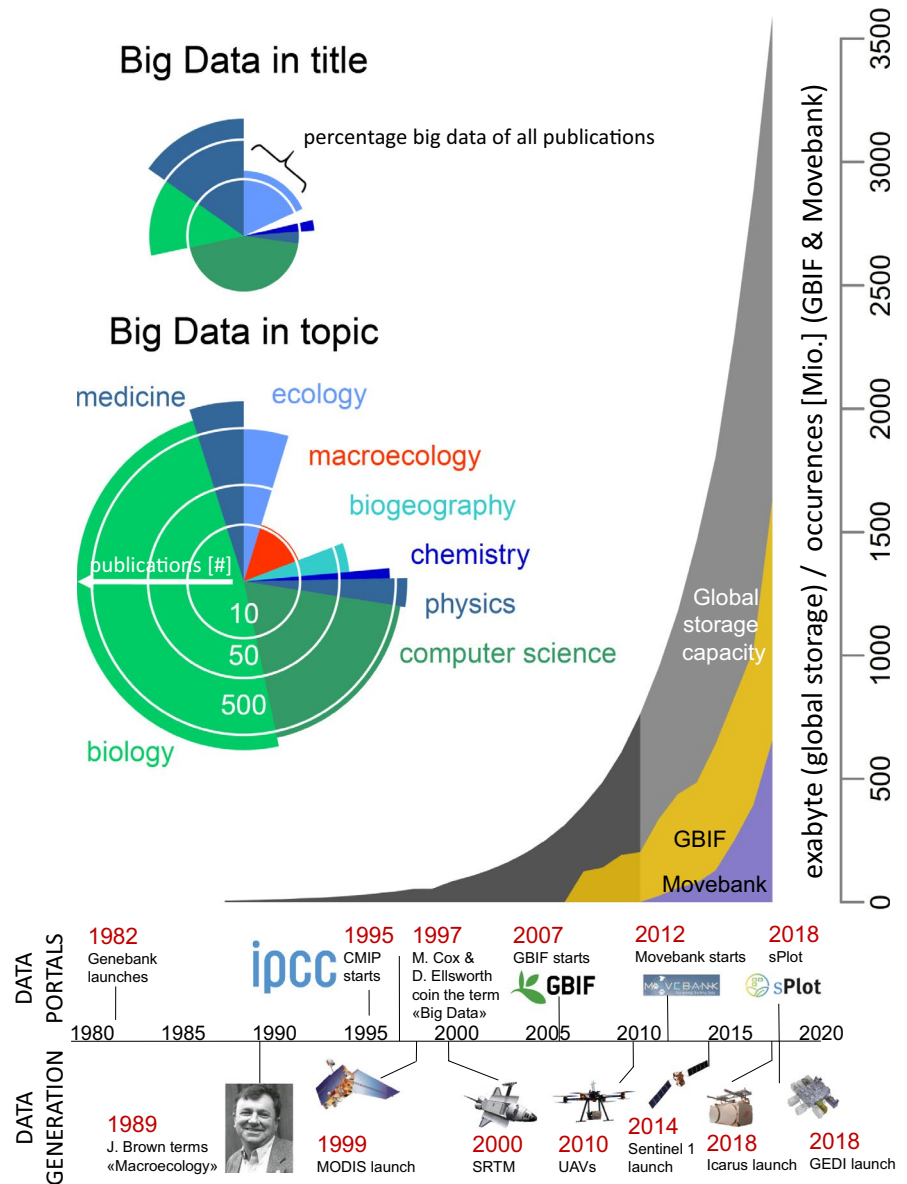 Big Data in title
percentage big data of all publications
Big Data in topic
medicine
ecology
macroecology
biogeography
chemistry
physics
computer science
biology
publications [#]
10
50
500
Global
storage
capacity
GBIF
Movebank
exabyte (global storage) / occurences [Mio.] (GBIF & Movebank)
3500
3000
2500
2000
1500
1000
500
0
DATA
PORTALS
1982
Genebank
launches
ipcc
1995
CMIP
starts
1997
M. Cox &
D. Ellsworth
coin the term
«Big Data»
2007
GBIF starts
GBIF
2012
Movebank starts
MOVEBANK
2018
sPlot
sPlot
1980 1985 1990 1995 2000 2005 2010 2015 2020
DATA
GENERATION
1989
J. Brown terms
«Macroecology»
1999
MODIS launch
2000
SRTM
2010
UAVs
2014
Sentinel 1
launch
2018
Icarus launch
2018
GEDI launch